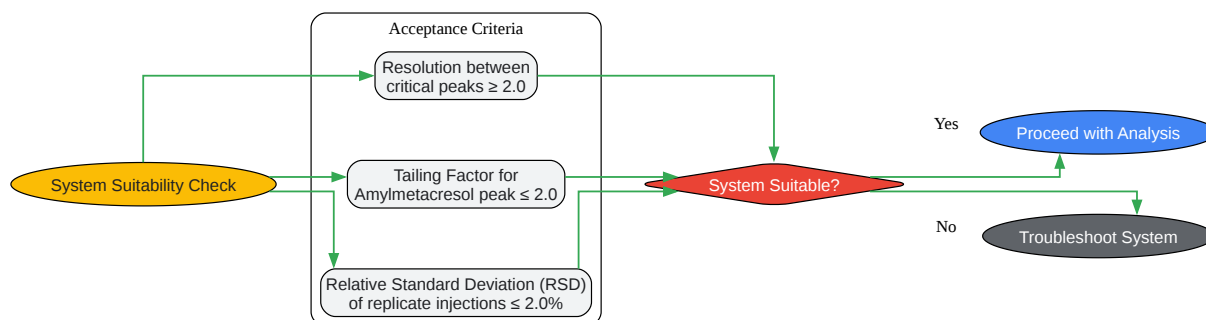 Acceptance Criteria
Resolution between
critical peaks ≥ 2.0
System Suitability Check
Tailing Factor for
Amylmetacresol peak ≤ 2.0
Relative Standard Deviation (RSD)
of replicate injections ≤ 2.0%
System Suitable?
Yes
Proceed with Analysis
No
Troubleshoot System